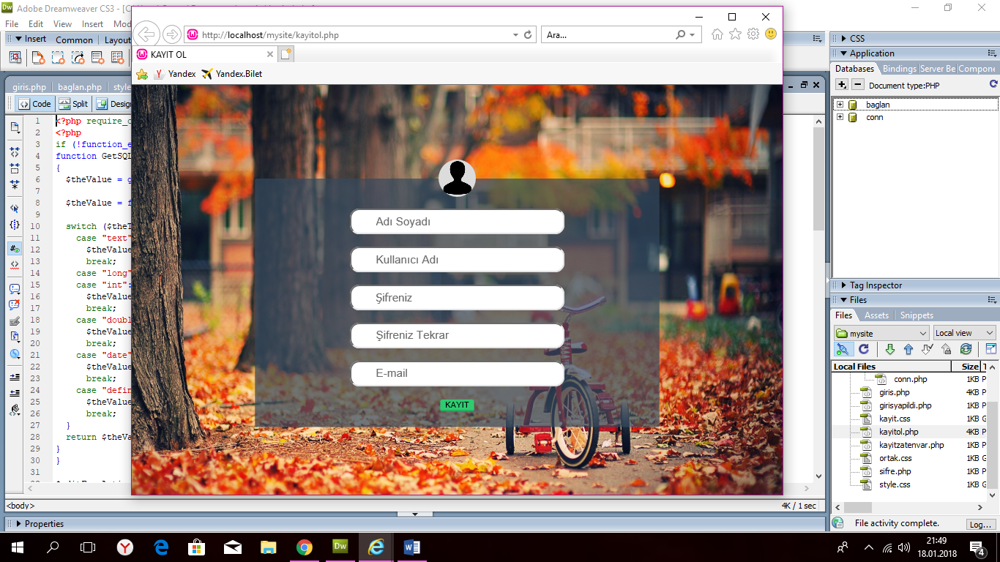 Adobe Dreamweaver CS3 - [C
File Edit View Insert Mod
Insert Common Layou
giris.php baglan.php style
Code Split Design
http://localhost/mysite/kayitol.php
Ara...
KAYIT OL
Yandex Yandex.Bilet
Adı Soyadı
Kullanıcı Adı
Şifreniz
Şifreniz Tekrar
E-mail
KAYIT
1 <?php require_o
2 <?php
3 if (!function_e
4 function GetSQL
5 {
6 $theValue = g
7
8 $theValue = f
9
10 switch ($theT
11 case "text"
12 $theValue
13 break;
14 case "long"
15 case "int":
16 $theValue
17 break;
18 case "doubl
19 $theValue
20 break;
21 case "date"
22 $theValue
23 break;
24 case "defin
25 $theValue
26 break;
27 }
28 return $theVa
29 }
30 }
31
<body>
4K / 1 sec
Properties
CSS
Application
Databases Bindings Server Be Compone
Document type:PHP
baglan
conn
Tag Inspector
Files
Files Assets Snippets
mysite Local view
Local Files Size T
conn.php 1KB P
giris.php 4KB P
girisyapildi.php 1KB P
kayit.css 1KB G
kayitol.php 4KB P
kayitzatenvar.php 1KB P
ortak.css 1KB G
sifre.php 1KB P
style.css 1KB G
File activity complete. Log...
Dw
21:49
18.01.2018
4